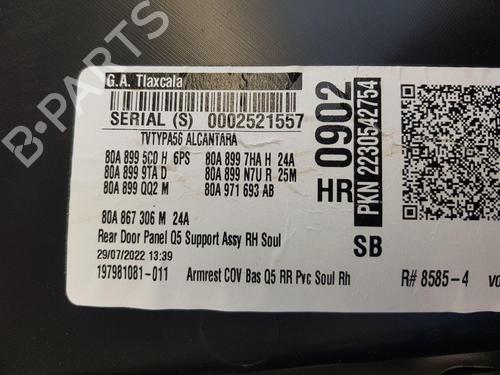 G.A. Tlaxcala
SERIAL (S) 0002521557
TVTYPA56 ALCANTARA
80A 899 5C0 H 6PS 80A 899 7HA H 24A
80A 899 9TA D 80A 899 N7U R 25M
80A 899 QQ2 M 80A 971 693 AB
80A 867 306 M 24A
Rear Door Panel Q5 Support Assy RH Soul
29/07/2022 13:39
197981081-011 Armrest COV Bas Q5 RR Pvc Soul Rh
HR 0902
PKN 2230542754
SB
R# 8585-4
B-PARTS